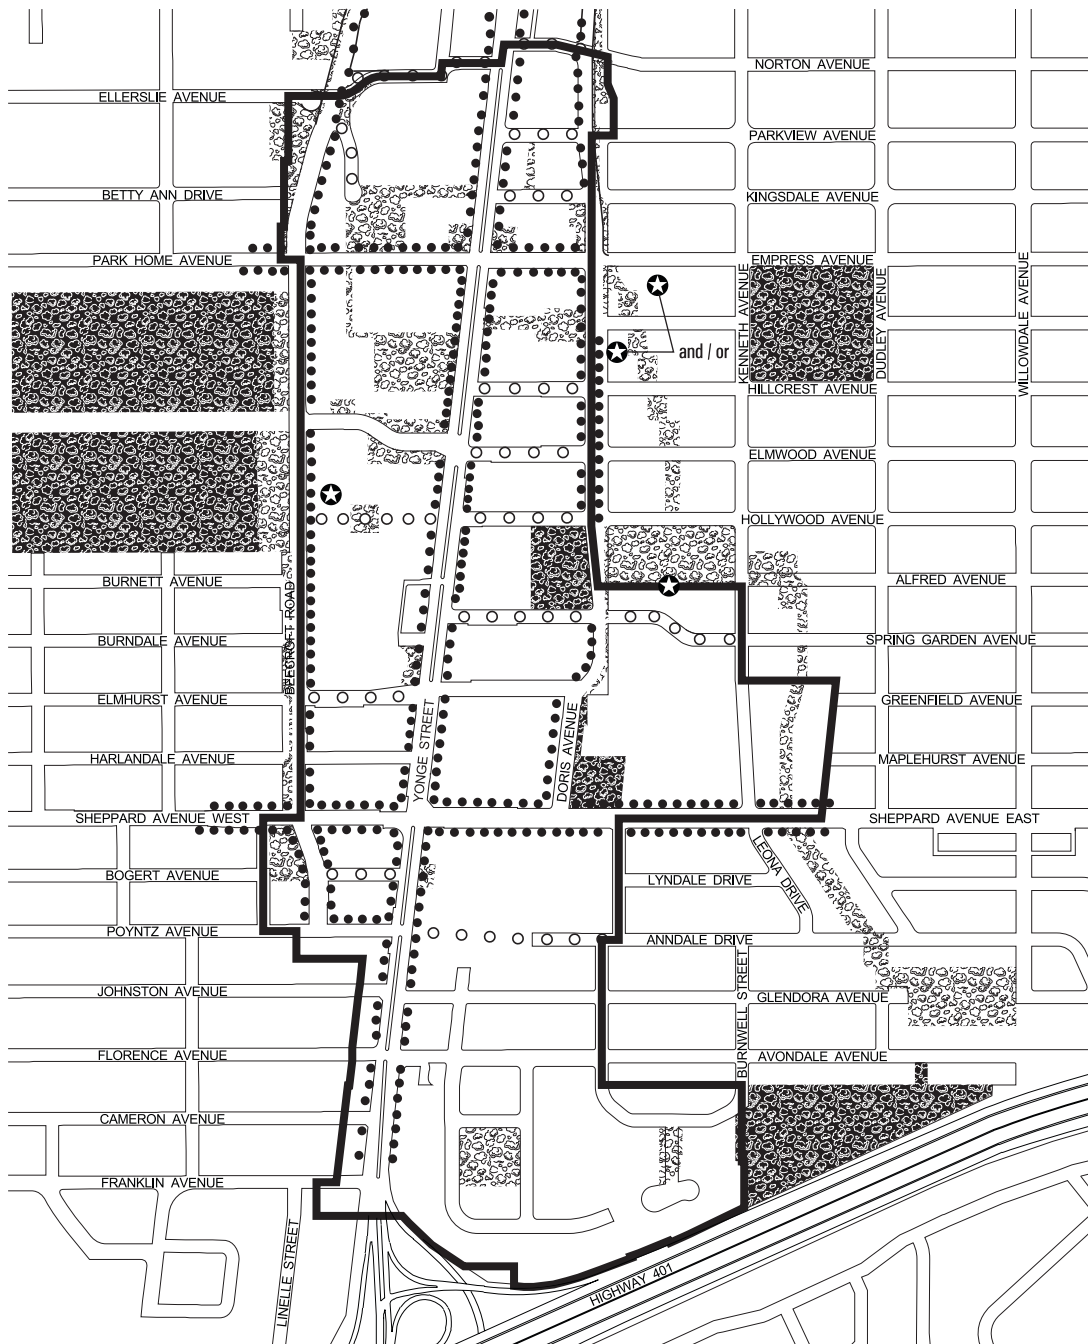 NORTON AVENUE
ELLERSLIE AVENUE
PARKVIEW AVENUE
BETTY ANN DRIVE
KINGSDALE AVENUE
PARK HOME AVENUE
EMPRESS AVENUE
KENNETH AVENUE
DUDLEY AVENUE
WILLOWDALE AVENUE
and / or
HILLCREST AVENUE
ELMWOOD AVENUE
HOLLYWOOD AVENUE
BURNETT AVENUE
BEECROFT ROAD
ALFRED AVENUE
BURNDALE AVENUE
SPRING GARDEN AVENUE
ELMHURST AVENUE
GREENFIELD AVENUE
YONGE STREET
DORIS AVENUE
HARLANDALE AVENUE
MAPLEHURST AVENUE
SHEPPARD AVENUE WEST
SHEPPARD AVENUE EAST
LEONA DRIVE
BOGERT AVENUE
LYNDALE DRIVE
POYNTZ AVENUE
ANNDALE DRIVE
BURNWELL STREET
JOHNSTON AVENUE
GLENDORA AVENUE
FLORENCE AVENUE
AVONDALE AVENUE
CAMERON AVENUE
FRANKLIN AVENUE
LINELLE STREET
HIGHWAY 401